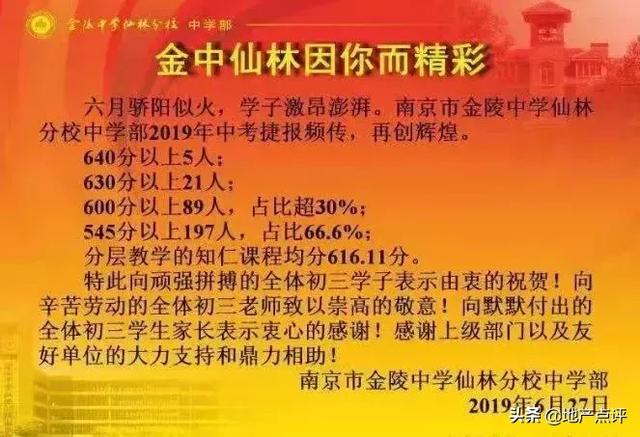 金陵中学仙林分校 中学部
金中仙林因你而精彩
六月骄阳似火，学子激昂澎湃。南京市金陵中学仙林
分校中学部2019年中考捷报频传，再创辉煌。
640分以上5人；
630分以上21人；
600分以上89人，占比超30%；
545分以上197人，占比66.6%；
分层教学的知仁课程均分616.11分。
特此向顽强拼搏的全体初三学子表示由衷的祝贺！向
辛苦劳动的全体初三老师致以崇高的敬意！向默默付出的
全体初三学生家长表示衷心的感谢！感谢上级部门以及友
好单位的大力支持和鼎力相助！
南京市金陵中学仙林分校中学部
2019年6月27日
头条 @地产点评